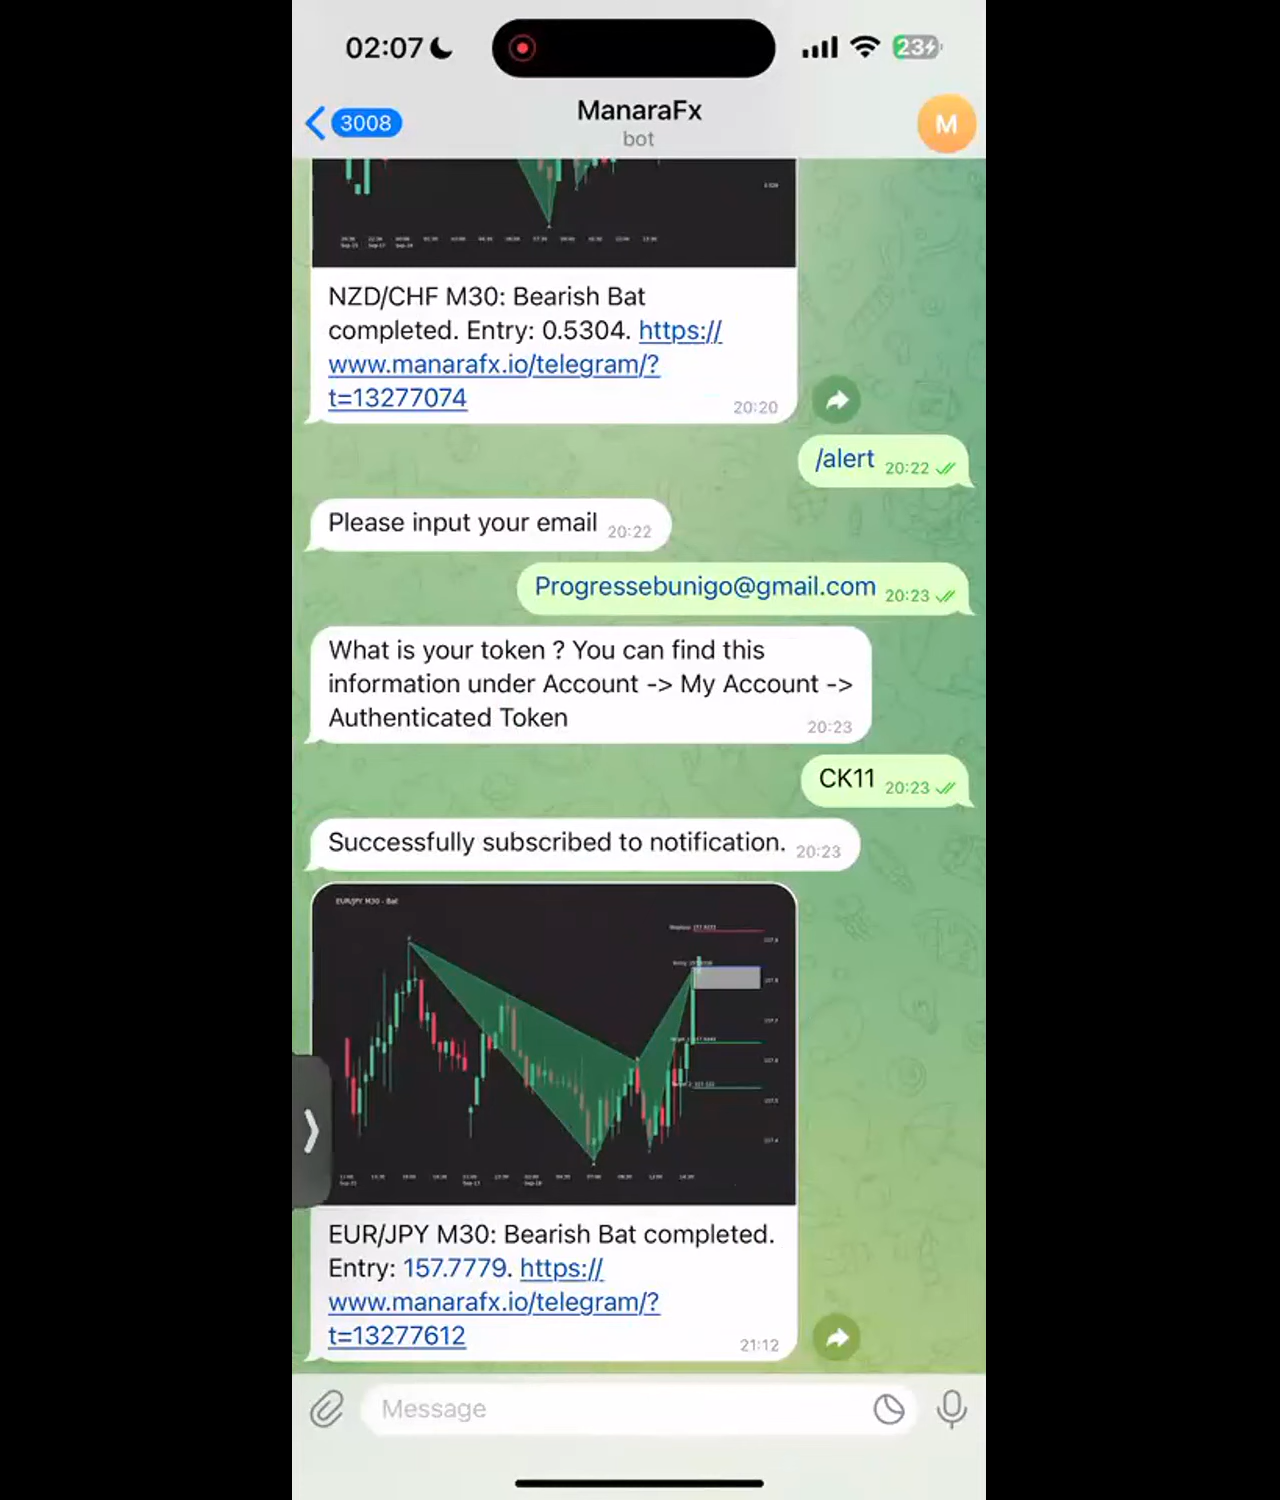 02:07
23
3008
ManaraFx
bot
M
NZD/CHF M30: Bearish Bat
completed. Entry: 0.5304. https://
www.manarafx.io/telegram/?
t=13277074
20:20
/alert 20:22
Please input your email 20:22
Progressebunigo@gmail.com 20:23
What is your token ? You can find this
information under Account -> My Account ->
Authenticated Token
20:23
CK11 20:23
Successfully subscribed to notification. 20:23
EUR/JPY M30 - Bat
EUR/JPY M30: Bearish Bat completed.
Entry: 157.7779. https://
www.manarafx.io/telegram/?
t=13277612
21:12
Message